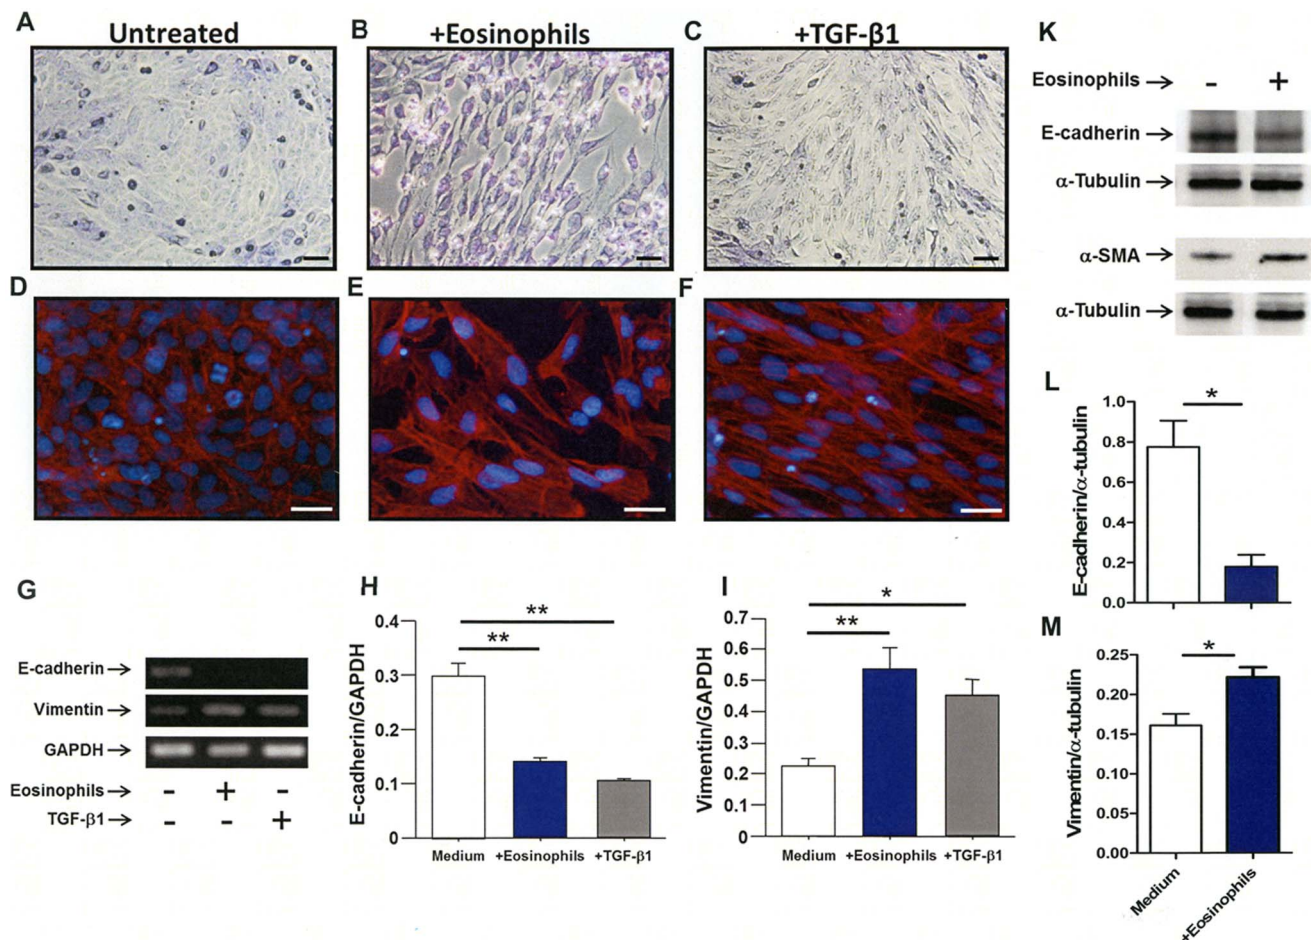 A
Untreated
B
+Eosinophils
C
+TGF-β1
D
E
F
G
E-cadherin→
Vimentin→
GAPDH→
Eosinophils→ - + -
TGF-β1→ - - +
H
E-cadherin/GAPDH
0.4
0.3
0.2
0.1
0
**
**
Medium +Eosinophils +TGF-β1
I
Vimentin/GAPDH
0.7
0.6
0.5
0.4
0.3
0.2
0.1
0
*
**
Medium +Eosinophils +TGF-β1
K
Eosinophils→ - +
E-cadherin→
α-Tubulin→
α-SMA→
α-Tubulin→
L
E-cadherin/α-tubulin
1.0
0.8
0.6
0.4
0.2
0.0
*
M
Vimentin/α-tubulin
0.25
0.20
0.15
0.10
0.05
0.00
*
Medium
+Eosinophils